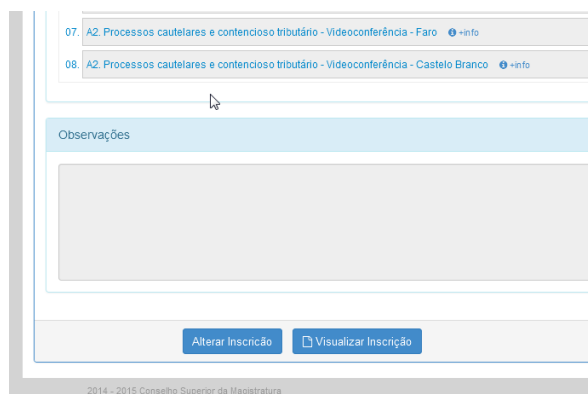 07. A2. Processos cautelares e contencioso tributário - Videoconferência - Faro +info
08. A2. Processos cautelares e contencioso tributário - Videoconferência - Castelo Branco +info
Observações
Alterar Inscricão Visualizar Inscrição
2014 - 2015 Conselho Superior da Magistratura